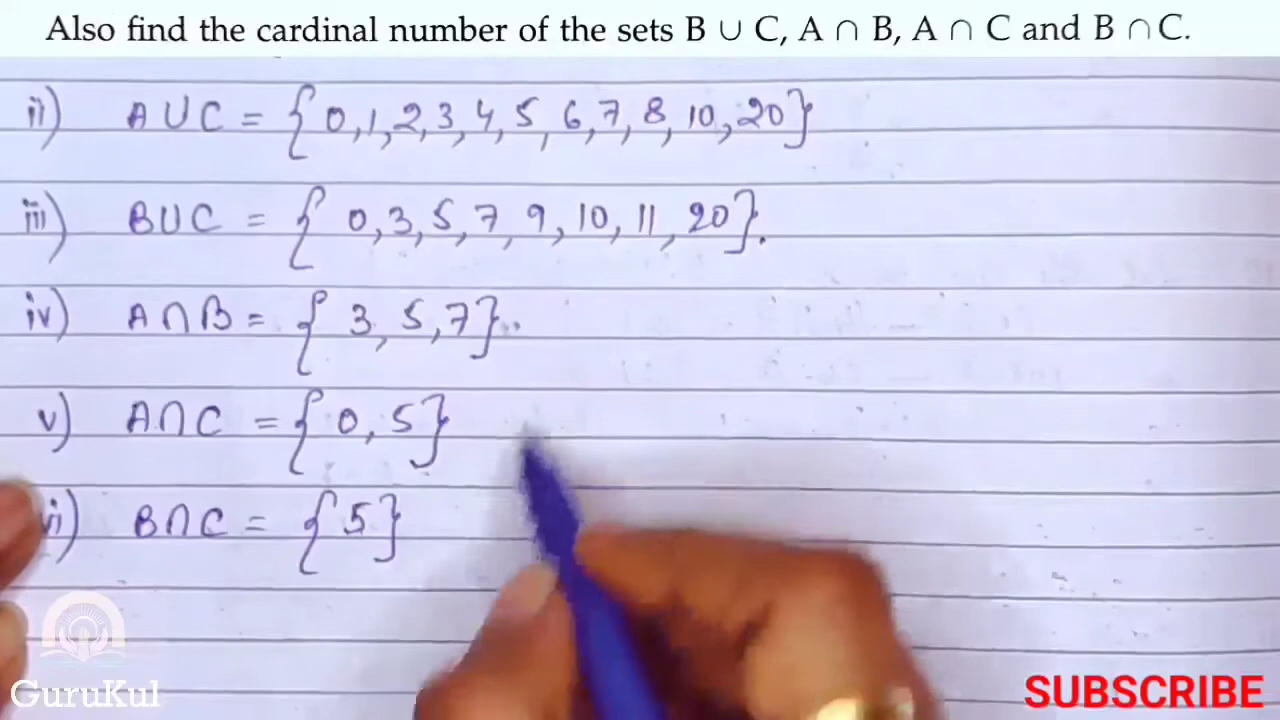 Also find the cardinal number of the sets B ∪ C, A ∩ B, A ∩ C and B ∩ C.
ii) A ∪ C = { 0, 1, 2, 3, 4, 5, 6, 7, 8, 10, 20 }
iii) B ∪ C = { 0, 3, 5, 7, 9, 10, 11, 20 }.
iv) A ∩ B = { 3, 5, 7 }.
v) A ∩ C = { 0, 5 }
vi) B ∩ C = { 5 }
GuruKul
SUBSCRIBE